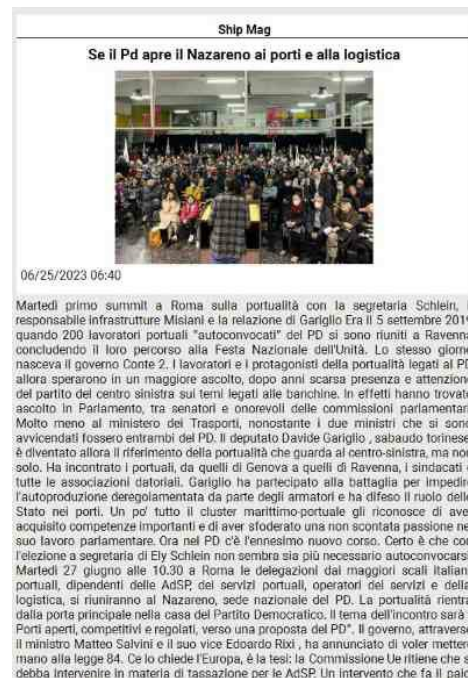 Ship Mag
Se il Pd apre il Nazareno ai porti e alla logistica
06/25/2023 06:40
Martedì primo summit a Roma sulla portualità con la segretaria Schlein,
responsabile infrastrutture Misiani e la relazione di Gariglio Era il 5 settembre 2019
quando 200 lavoratori portuali "autoconvocati" del PD si sono riuniti a Ravenna
concludendo il loro percorso alla Festa Nazionale dell'Unità. Lo stesso giorno
nasceva il governo Conte 2. I lavoratori e i protagonisti della portualità legati al PD
allora sperarono in un maggiore ascolto, dopo anni scarsa presenza e attenzione
del partito del centro sinistra sui temi legati alle banchine. In effetti hanno trovato
ascolto in Parlamento, tra senatori e onorevoli delle commissioni parlamentari
Molto meno al ministero dei Trasporti, nonostante i due ministri che si sono
avvicendati fossero entrambi del PD. Il deputato Davide Gariglio , sabaudo torinese,
è diventato allora il riferimento della portualità che guarda al centro-sinistra, ma non
solo. Ha incontrato i portuali, da quelli di Genova a quelli di Ravenna, i sindacati e
tutte le associazioni datoriali. Gariglio ha partecipato alla battaglia per impedire
l'autoproduzione deregolamentata da parte degli armatori e ha difeso il ruolo dello
Stato nei porti. Un po' tutto il cluster marittimo-portuale gli riconosce di aver
acquisito competenze importanti e di aver sfoderato una non scontata passione nel
suo lavoro parlamentare. Ora nel PD c'è l'ennesimo nuovo corso. Certo è che con
l'elezione a segretaria di Ely Schlein non sembra sia più necessario autoconvocarsi
Martedì 27 giugno alle 10.30 a Roma le delegazioni dai maggiori scali italiani
portuali, dipendenti delle AdSP, dei servizi portuali, operatori dei servizi e della
logistica, si riuniranno al Nazareno, sede nazionale del PD. La portualità rientra
dalla porta principale nella casa del Partito Democratico. Il tema dell'incontro sarà "
Porti aperti, competitivi e regolati, verso una proposta del PD". Il governo, attraverso
il ministro Matteo Salvini e il suo vice Edoardo Rixi , ha annunciato di voler mettere
mano alla legge 84. Ce lo chiede l'Europa, è la tesi: la Commissione Ue ritiene che si
debba intervenire in materia di tassazione per le AdSP. Un intervento che fa il paio